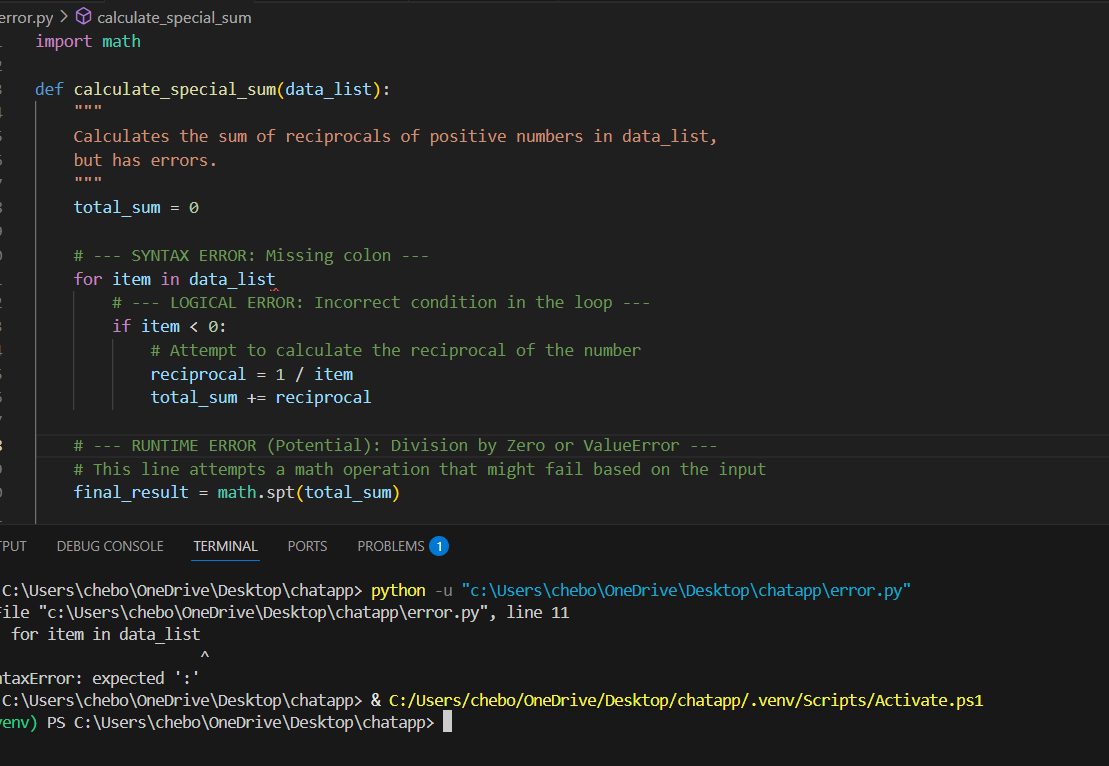 error.py > calculate_special_sum
import math
def calculate_special_sum(data_list):
"""
Calculates the sum of reciprocals of positive numbers in data_list,
but has errors.
"""
total_sum = 0
# --- SYNTAX ERROR: Missing colon ---
for item in data_list
# --- LOGICAL ERROR: Incorrect condition in the loop ---
if item < 0:
# Attempt to calculate the reciprocal of the number
reciprocal = 1 / item
total_sum += reciprocal
# --- RUNTIME ERROR (Potential): Division by Zero or ValueError ---
# This line attempts a math operation that might fail based on the input
final_result = math.spt(total_sum)
TPUT DEBUG CONSOLE TERMINAL PORTS PROBLEMS 1
C:\Users\chebo\OneDrive\Desktop\chatapp> python -u "c:\Users\chebo\OneDrive\Desktop\chatapp\error.py"
File "c:\Users\chebo\OneDrive\Desktop\chatapp\error.py", line 11
for item in data_list
^
ntaxError: expected ':'
C:\Users\chebo\OneDrive\Desktop\chatapp> & C:/Users/chebo/OneDrive/Desktop/chatapp/.venv/Scripts/Activate.ps1
venv) PS C:\Users\chebo\OneDrive\Desktop\chatapp>